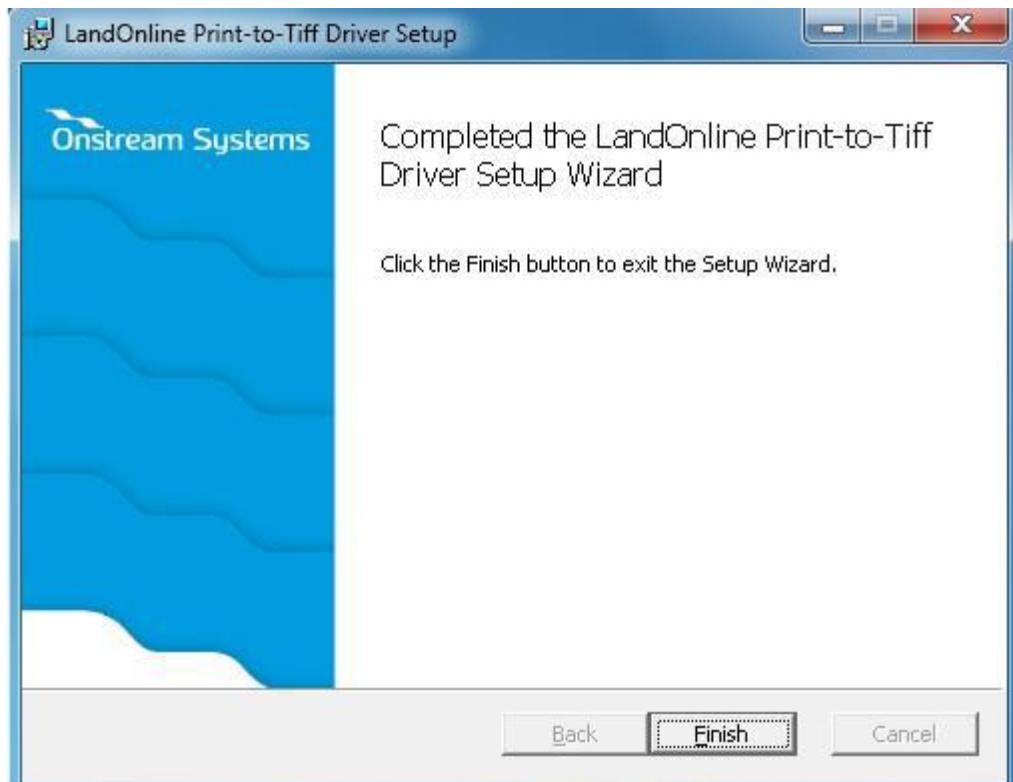 LandOnline Print-to-Tiff Driver Setup
Onstream Systems
Completed the LandOnline Print-to-Tiff
Driver Setup Wizard
Click the Finish button to exit the Setup Wizard.
Back
Finish
Cancel